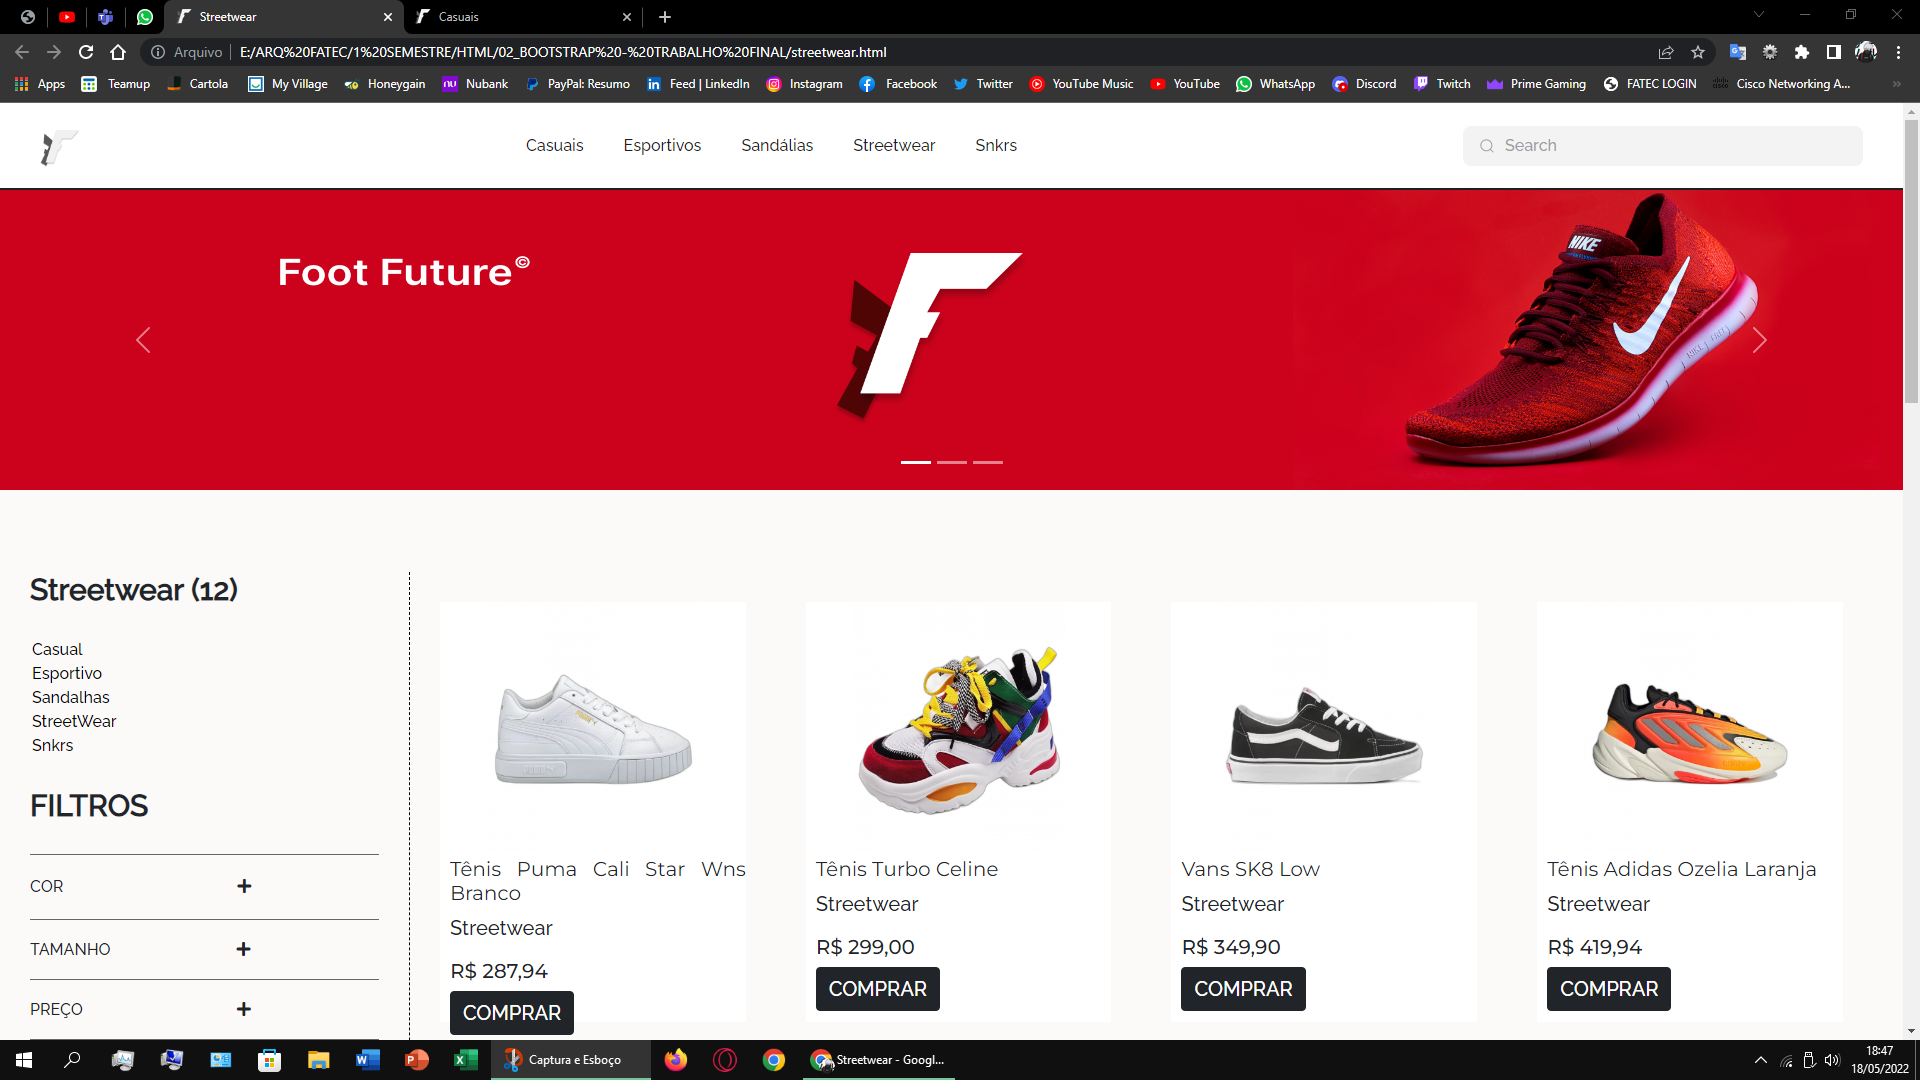 Streetwear
Casuais
Arquivo
E:/ARQ%20FATEC/1%20SEMESTRE/HTML/02_BOOTSTRAP%20-%20TRABALHO%20FINAL/streetwear.html
Apps Teamup Cartola My Village Honeygain nu Nubank PayPal: Resumo Feed | LinkedIn Instagram Facebook Twitter YouTube Music YouTube WhatsApp Discord Twitch Prime Gaming FATEC LOGIN Cisco Networking A...
Casuais Esportivos Sandálias Streetwear Snkrs
Search
Foot Future©
NIKE
NIKE FREE
Streetwear (12)
Casual
Esportivo
Sandalhas
StreetWear
Snkrs
FILTROS
COR +
TAMANHO +
PREÇO +
Tênis Puma Cali Star Wns
Branco
Streetwear
R$ 287,94
COMPRAR
Tênis Turbo Celine
Streetwear
R$ 299,00
COMPRAR
Vans SK8 Low
Streetwear
R$ 349,90
COMPRAR
Tênis Adidas Ozelia Laranja
Streetwear
R$ 419,94
COMPRAR
Captura e Esboço
Streetwear - Googl...
18:47
18/05/2022